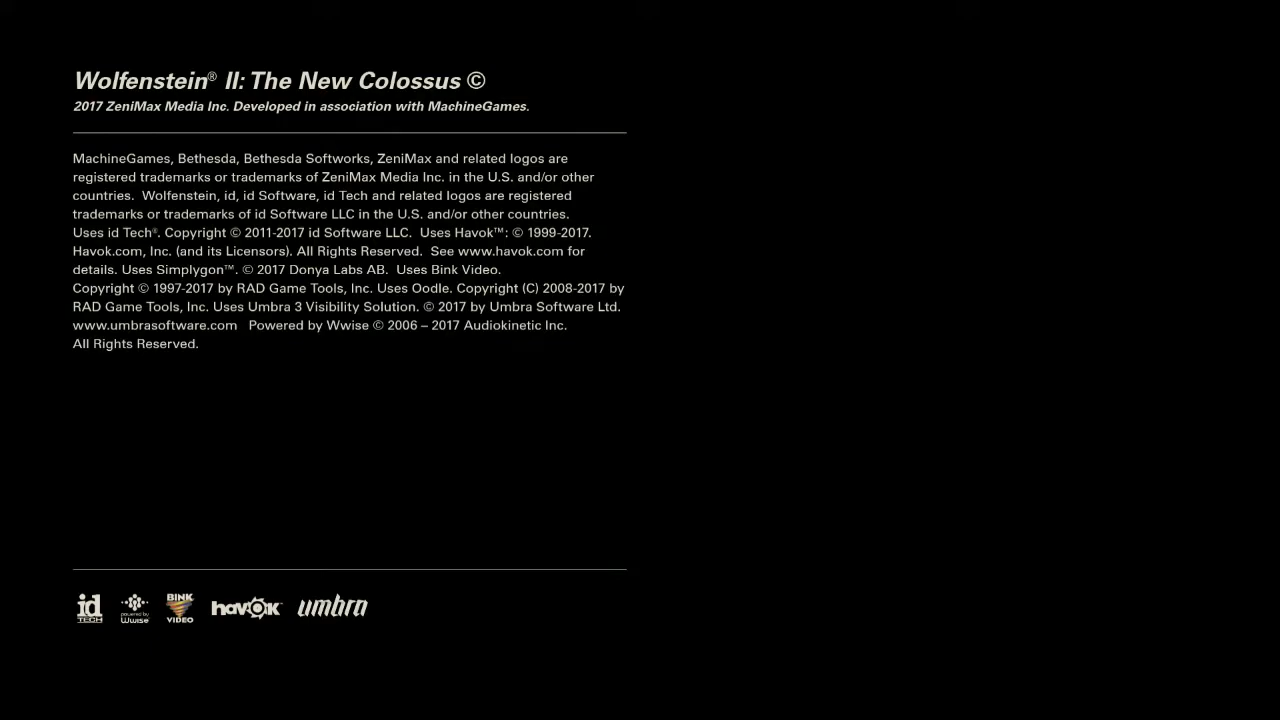 Wolfenstein® II: The New Colossus ©
2017 ZeniMax Media Inc. Developed in association with MachineGames.
MachineGames, Bethesda, Bethesda Softworks, ZeniMax and related logos are
registered trademarks or trademarks of ZeniMax Media Inc. in the U.S. and/or other
countries.  Wolfenstein, id, id Software, id Tech and related logos are registered
trademarks or trademarks of id Software LLC in the U.S. and/or other countries.
Uses id Tech®. Copyright © 2011-2017 id Software LLC.  Uses Havok™: © 1999-2017.
Havok.com, Inc. (and its Licensors). All Rights Reserved.  See www.havok.com for
details. Uses Simplygon™. © 2017 Donya Labs AB.  Uses Bink Video.
Copyright © 1997-2017 by RAD Game Tools, Inc. Uses Oodle. Copyright (C) 2008-2017 by
RAD Game Tools, Inc. Uses Umbra 3 Visibility Solution. © 2017 by Umbra Software Ltd.
www.umbrasoftware.com   Powered by Wwise © 2006 – 2017 Audiokinetic Inc.
All Rights Reserved.
id TECH
powered by Wwise
BINK VIDEO
havok
umbra